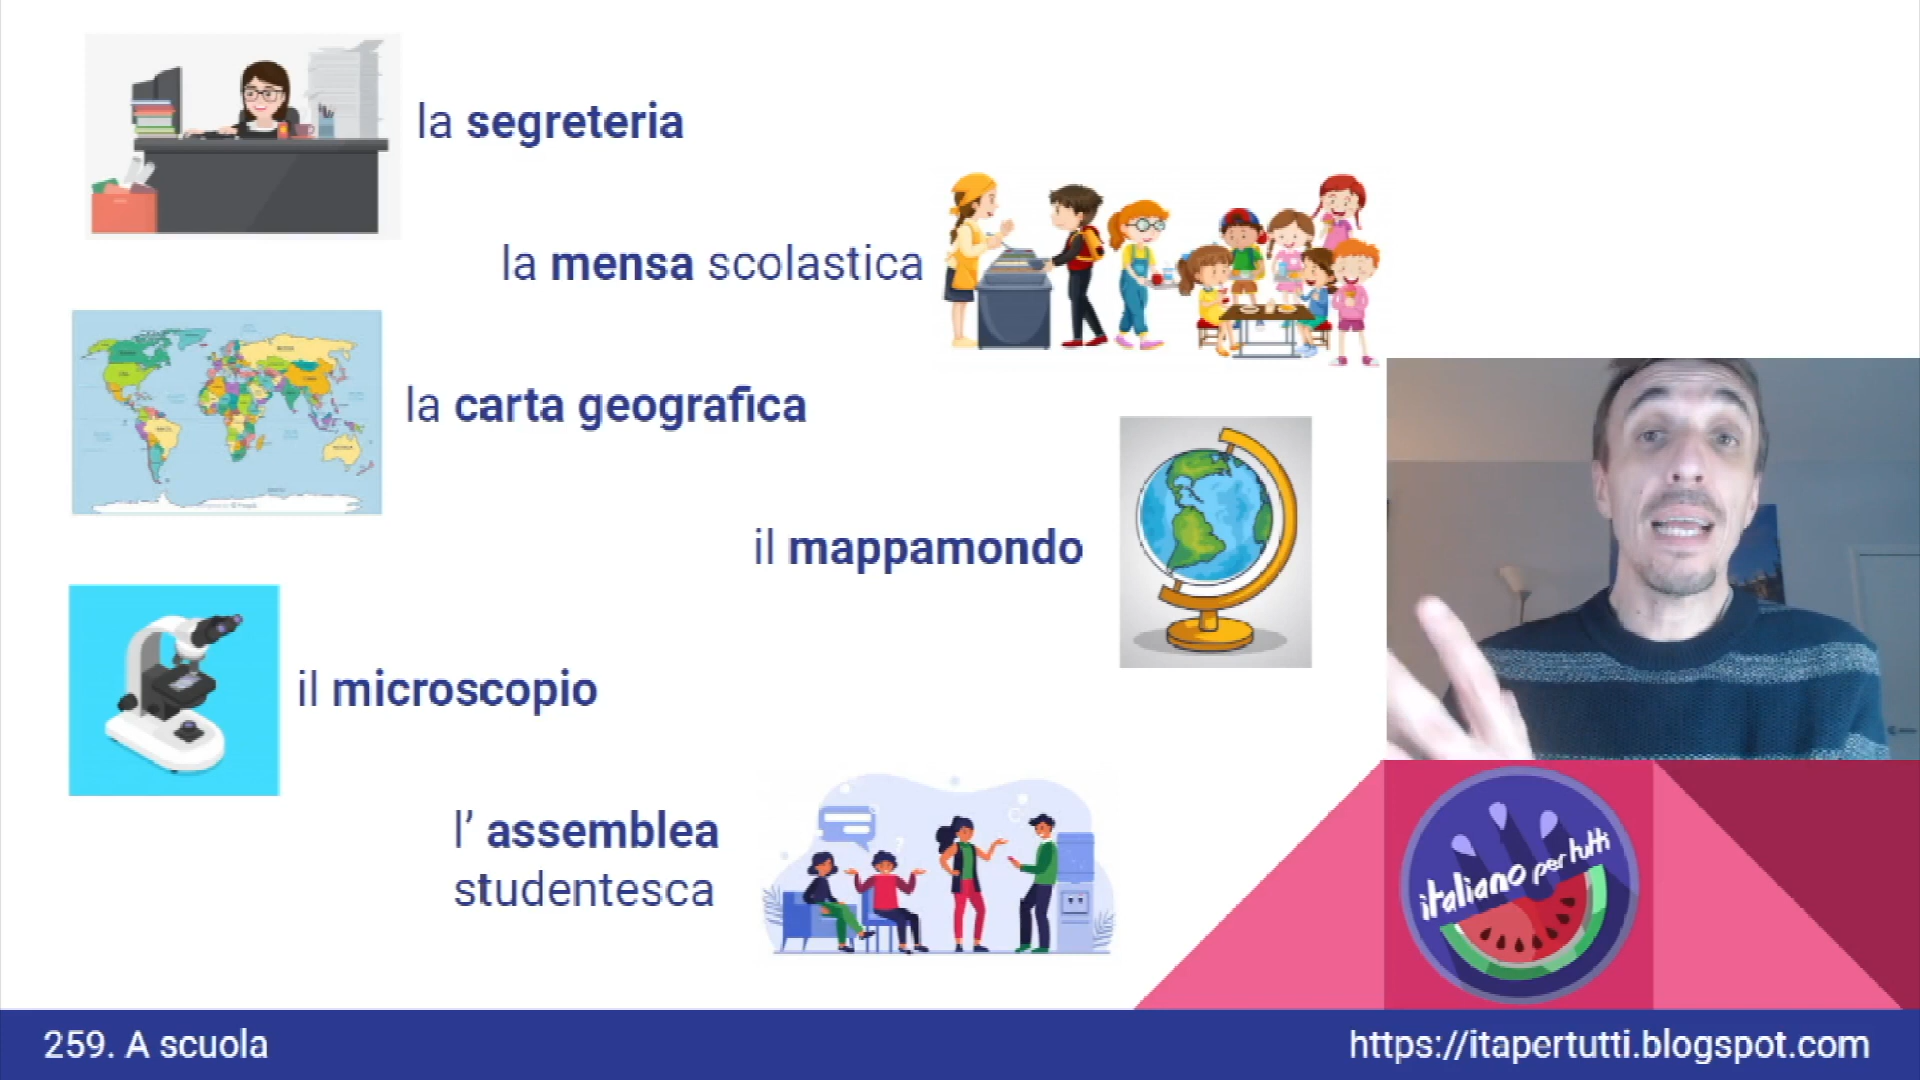 la segreteria
la mensa scolastica
la carta geografica
il mappamondo
il microscopio
l' assemblea
studentesca
italiano per tutti
259. A scuola
https://itapertutti.blogspot.com